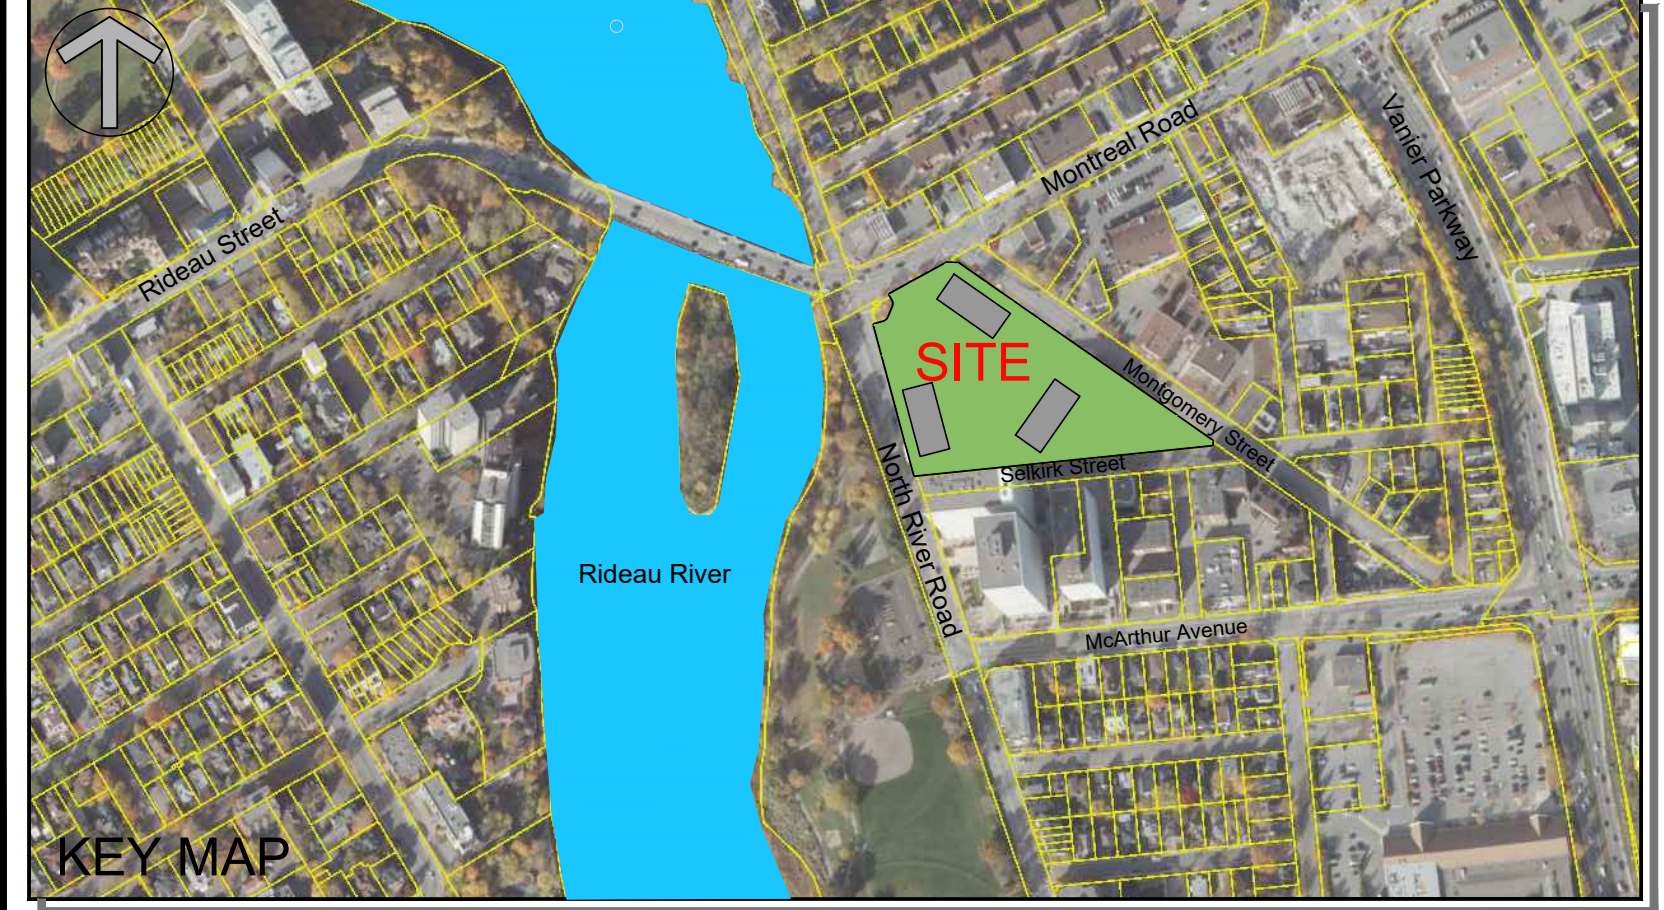 Montreal Road
Vanier Parkway
Rideau Street
SITE
Montgomery Street
Selkirk Street
North River Road
Rideau River
McArthur Avenue
KEY MAP